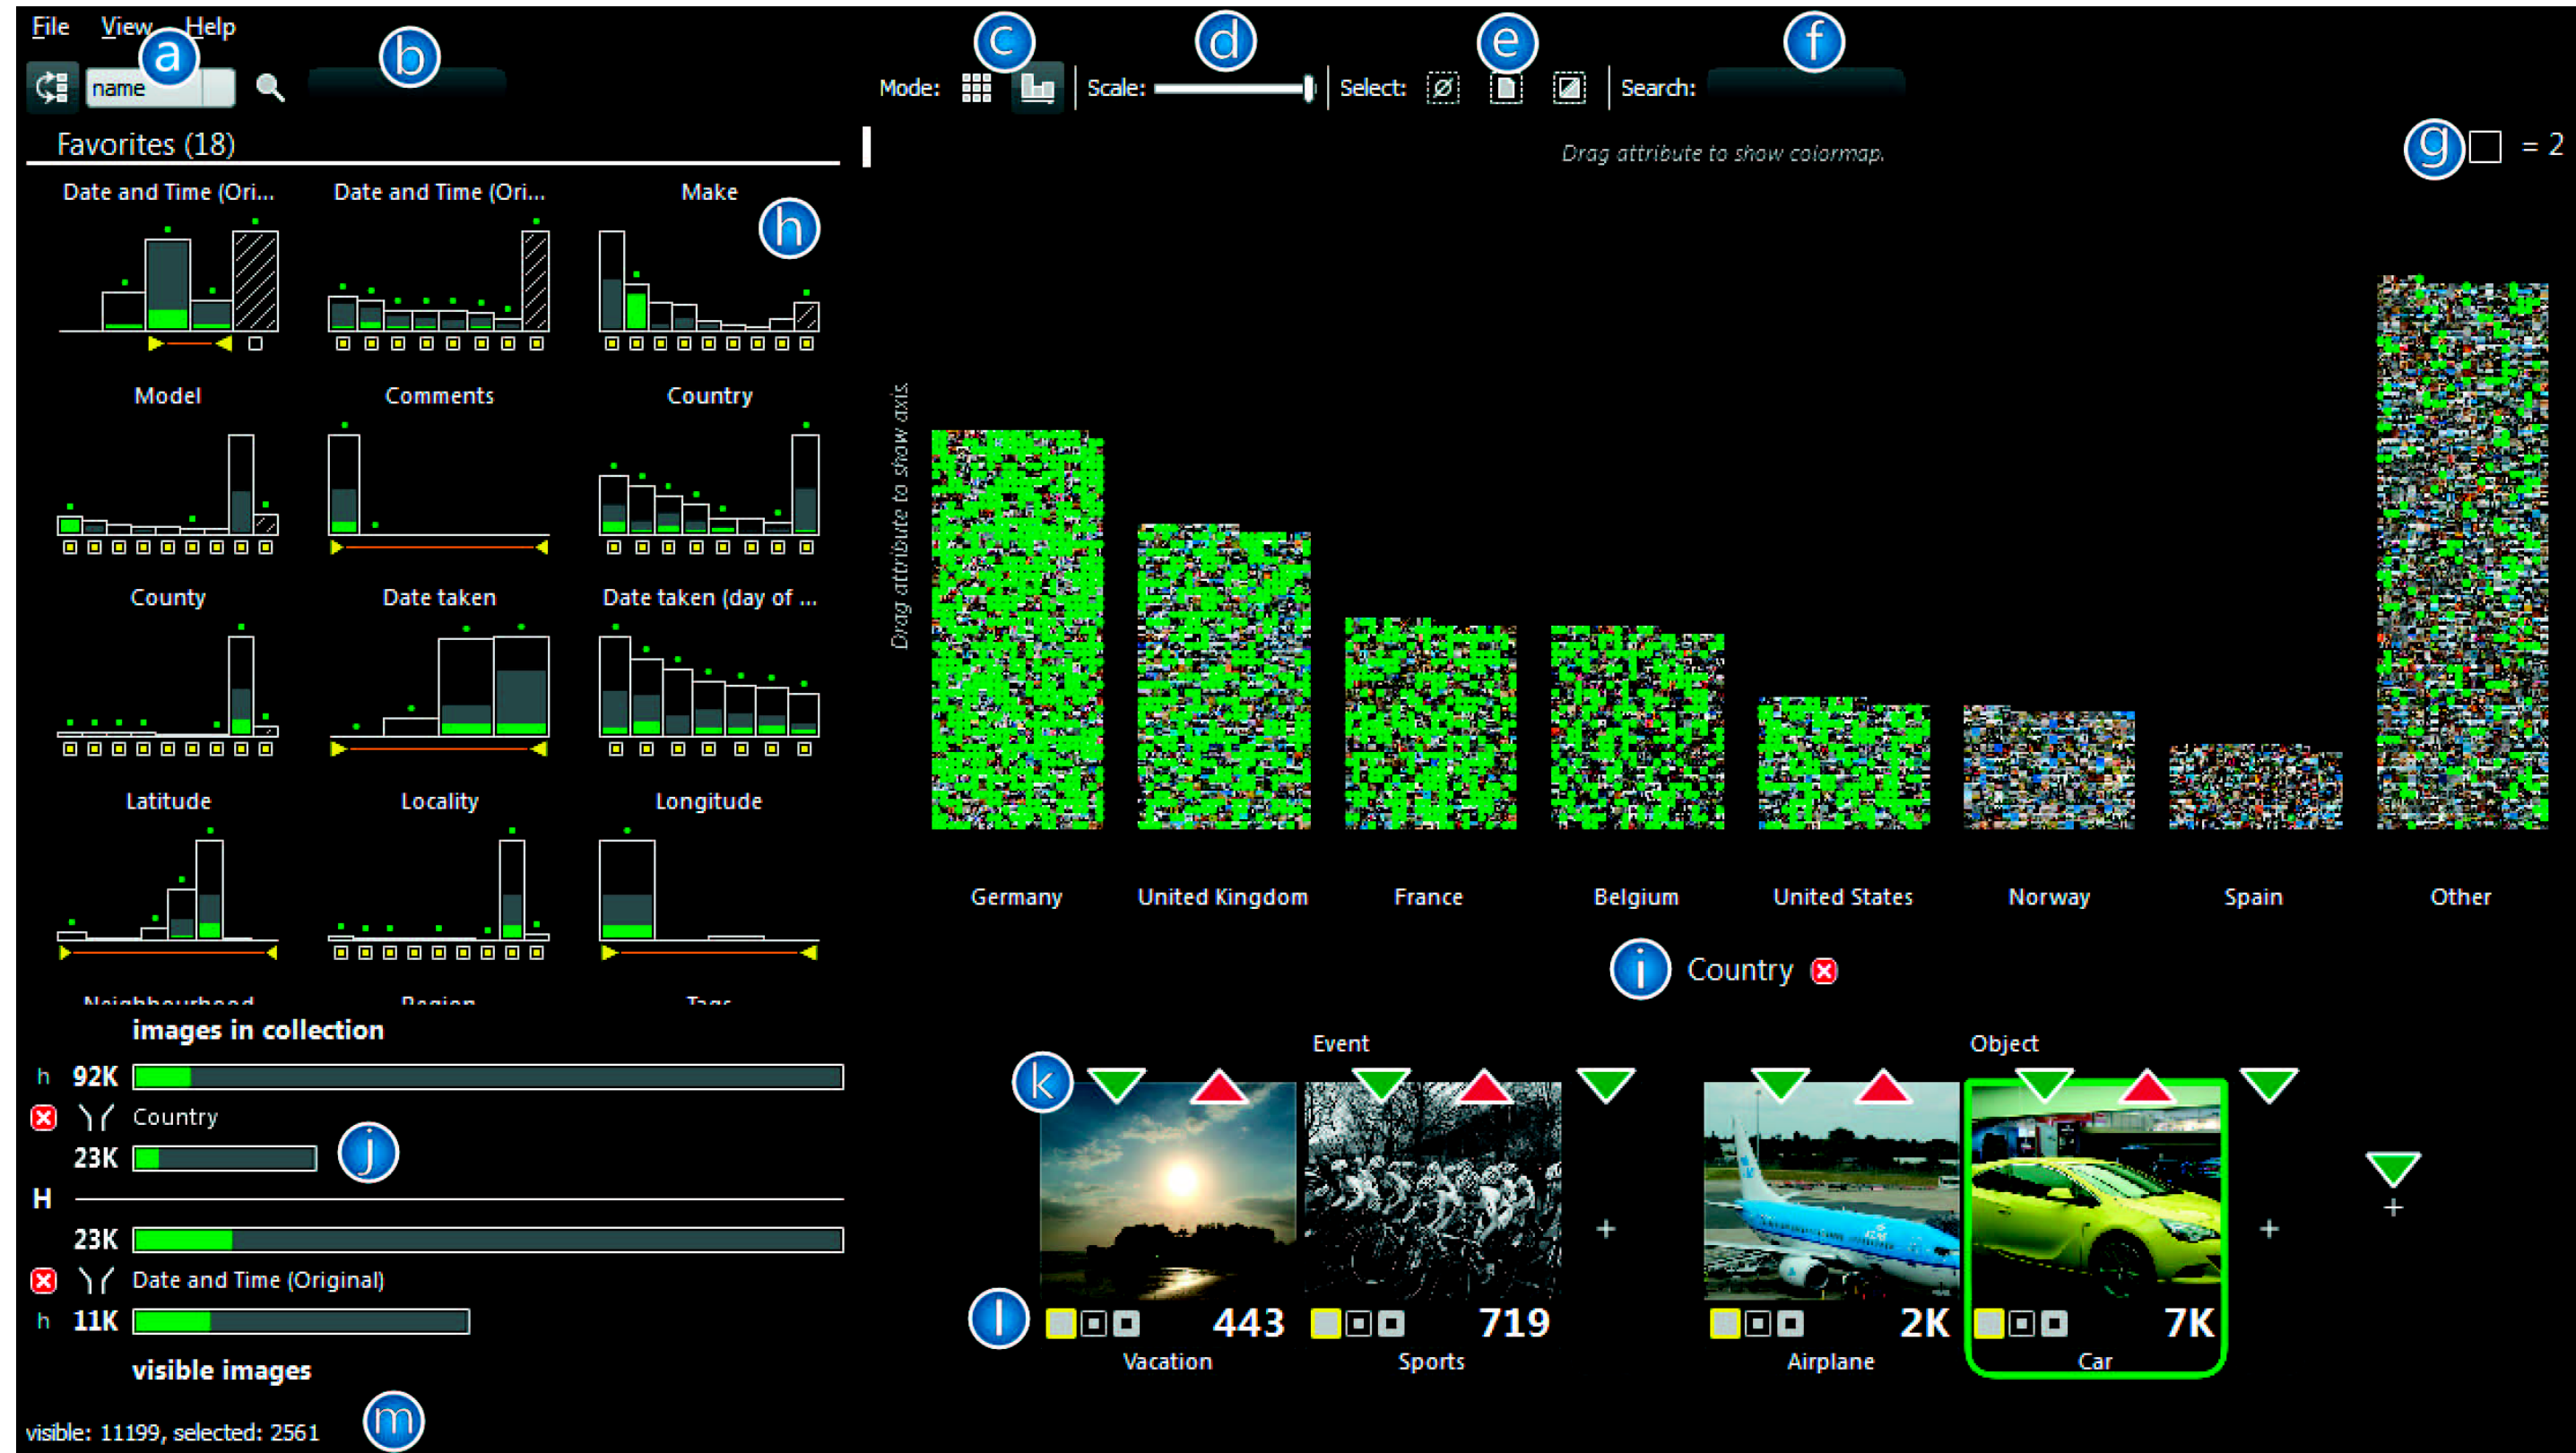 File View Help
a b c d e f
name
Mode: Scale: Select: Search:
Favorites (18)
Drag attribute to show colormap.
g = 2
Date and Time (Ori... Date and Time (Ori... Make
h
Model Comments Country
Drag attribute to show axis.
County Date taken Date taken (day of ...
Latitude Locality Longitude
Neighbourhood Region Tags
Germany United Kingdom France Belgium United States Norway Spain Other
i Country
images in collection
h 92K
Country
23K
j
H
23K
Date and Time (Original)
h 11K
visible images
m
visible: 11199, selected: 2561
Event Object
k
+ + +
l 443 719 2K 7K
Vacation Sports Airplane Car